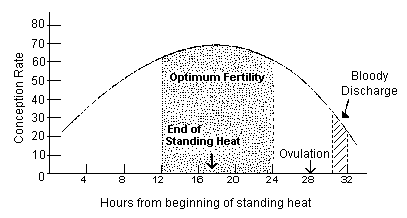 80
70
60
50
40
30
20
10
0
Conception Rate
Optimum Fertility
End of
Standing Heat
Ovulation
Bloody
Discharge
4 8 12 16 20 24 28 32
Hours from beginning of standing heat